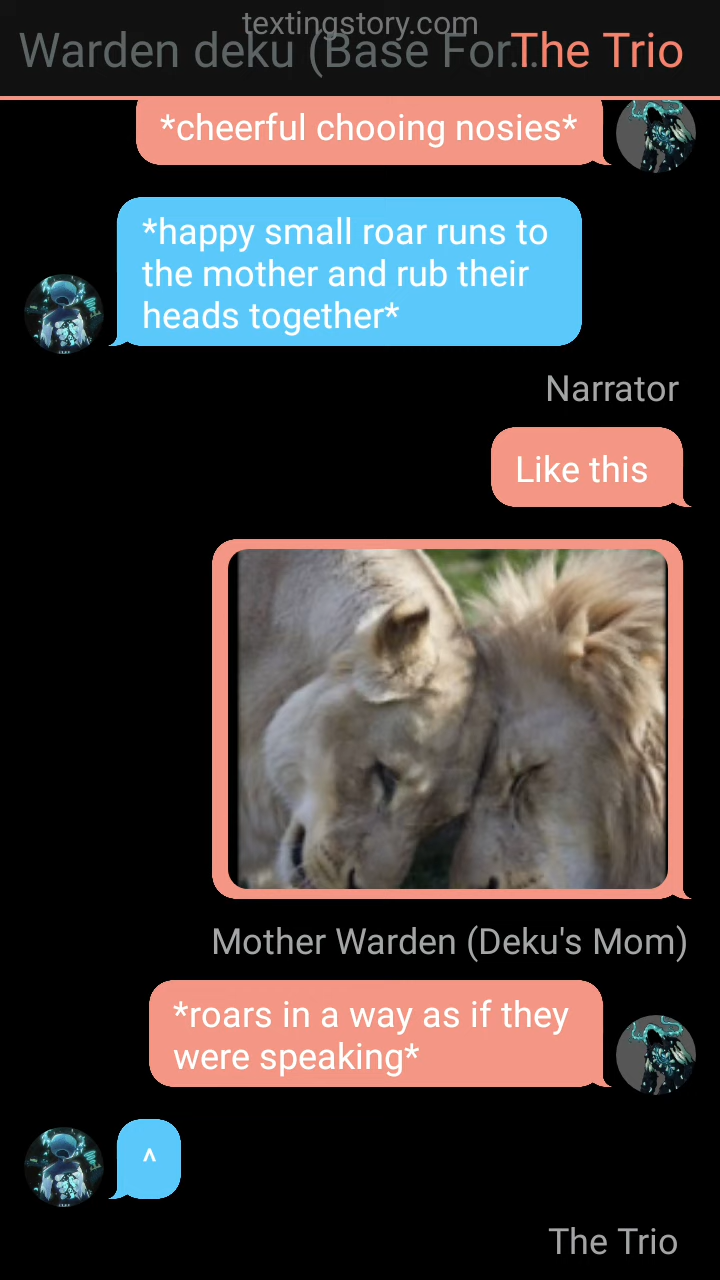 textingstory.com
Warden deku (Base For...
The Trio
*cheerful chooing nosies*
*happy small roar runs to
the mother and rub their
heads together*
Narrator
Like this
Mother Warden (Deku's Mom)
*roars in a way as if they
were speaking*
^
The Trio